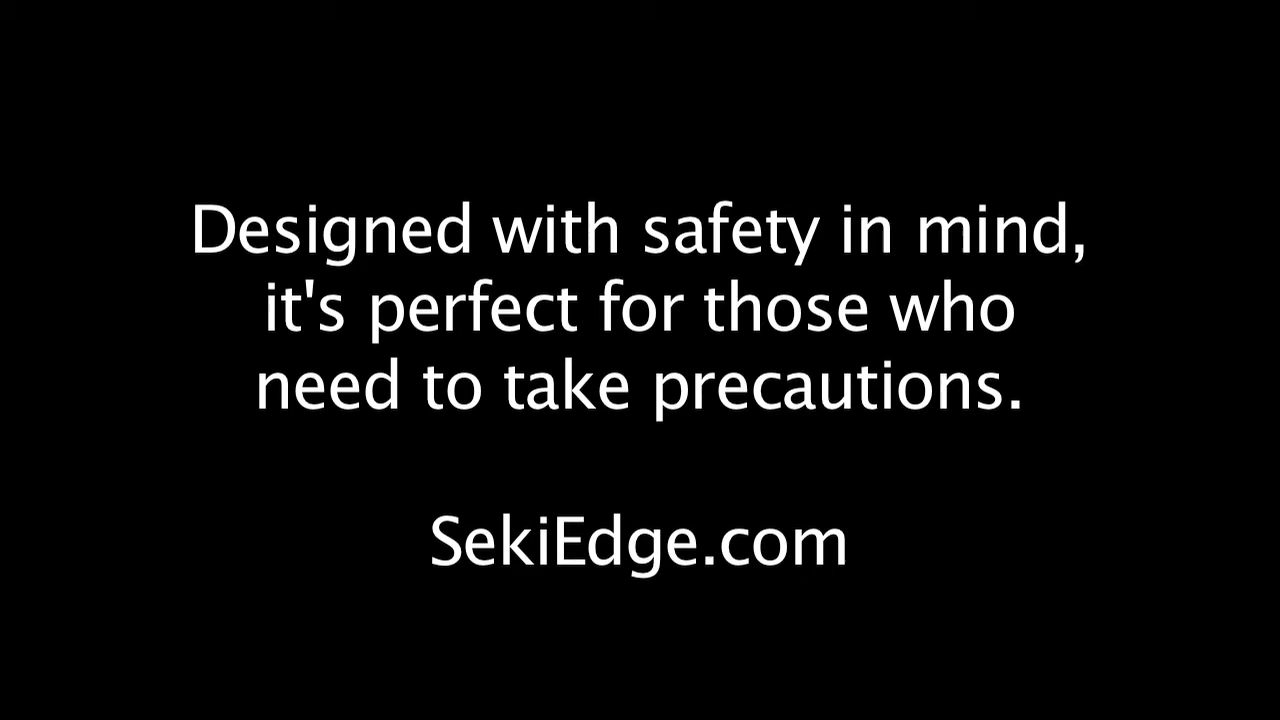 Designed with safety in mind,
it's perfect for those who
need to take precautions.
SekiEdge.com